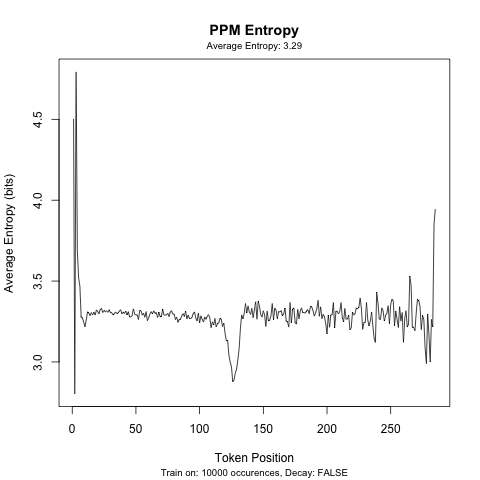 PPM Entropy
Average Entropy: 3.29
Average Entropy (bits)
4.5
4.0
3.5
3.0
0 50 100 150 200 250
Token Position
Train on: 10000 occurences, Decay: FALSE